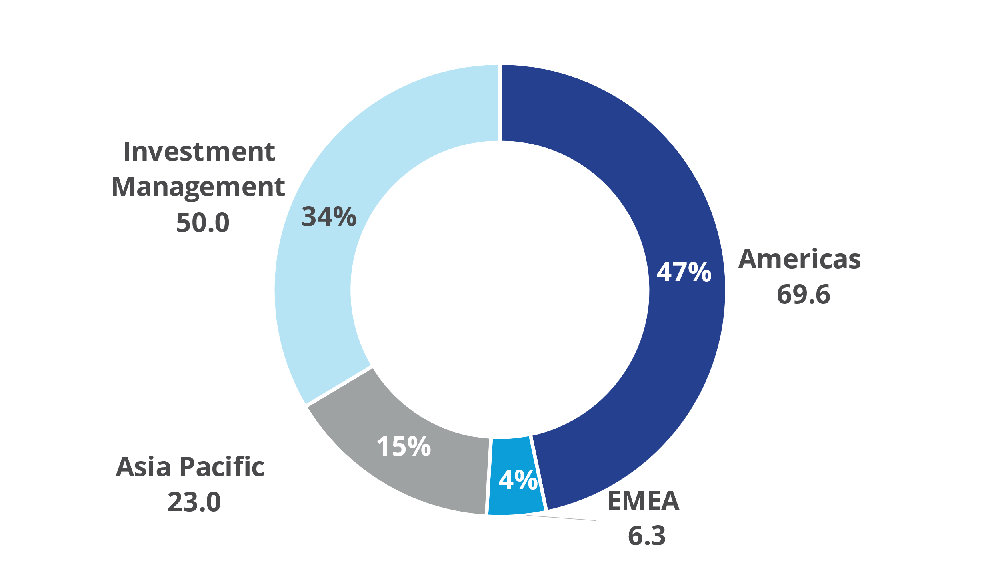 Investment
Management
50.0
34%
47%
Americas
69.6
15%
Asia Pacific
23.0
4%
EMEA
6.3